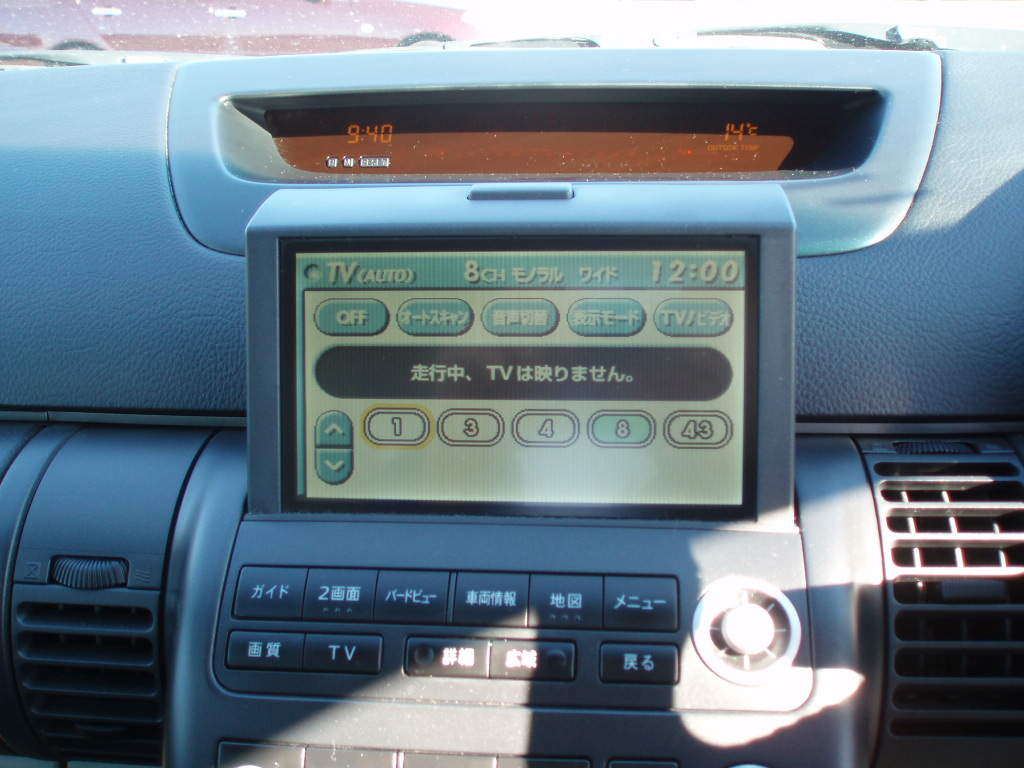 9:40 14℃
OUTSIDE TEMP
H M RESET
TV(AUTO) 8CH モノラル ワイド 12:00
OFF オートスキャン 音声切替 表示モード TV/ビデオ
走行中、TVは映りません。
1 3 4 8 43
ガイド 2画面 バードビュー 車両情報 地図 メニュー
画質 TV 詳細 広域 戻る